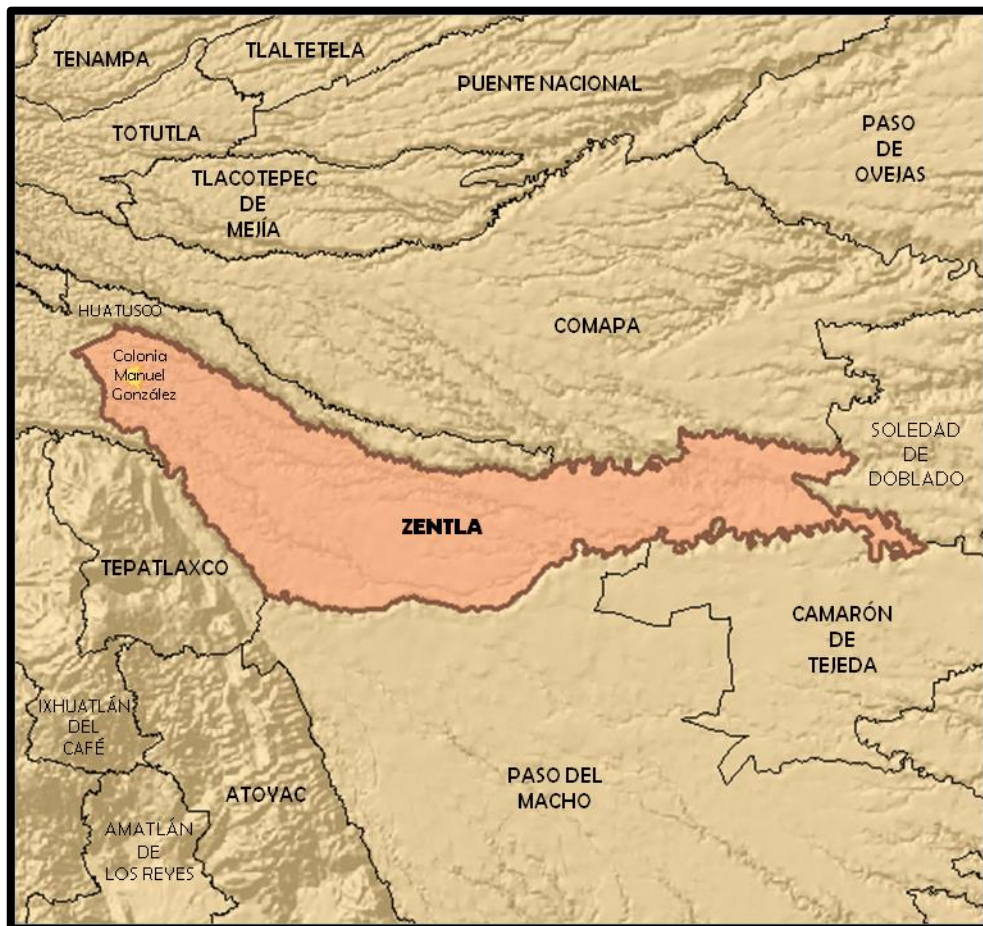 TENAMPA
TLALTETELA
PUENTE NACIONAL
TOTUTLA
PASO
DE
OVEJAS
TLACOTEPEC
DE
MEJÍA
HUATUSCO
COMAPA
Colonia
Manuel
González
SOLEDAD
DE
DOBLADO
ZENTLA
TEPATLAXCO
CAMARÓN
DE
TEJEDA
IXHUATLÁN
DEL
CAFÉ
ATOYAC
PASO DEL
MACHO
AMATLÁN
DE
LOS REYES